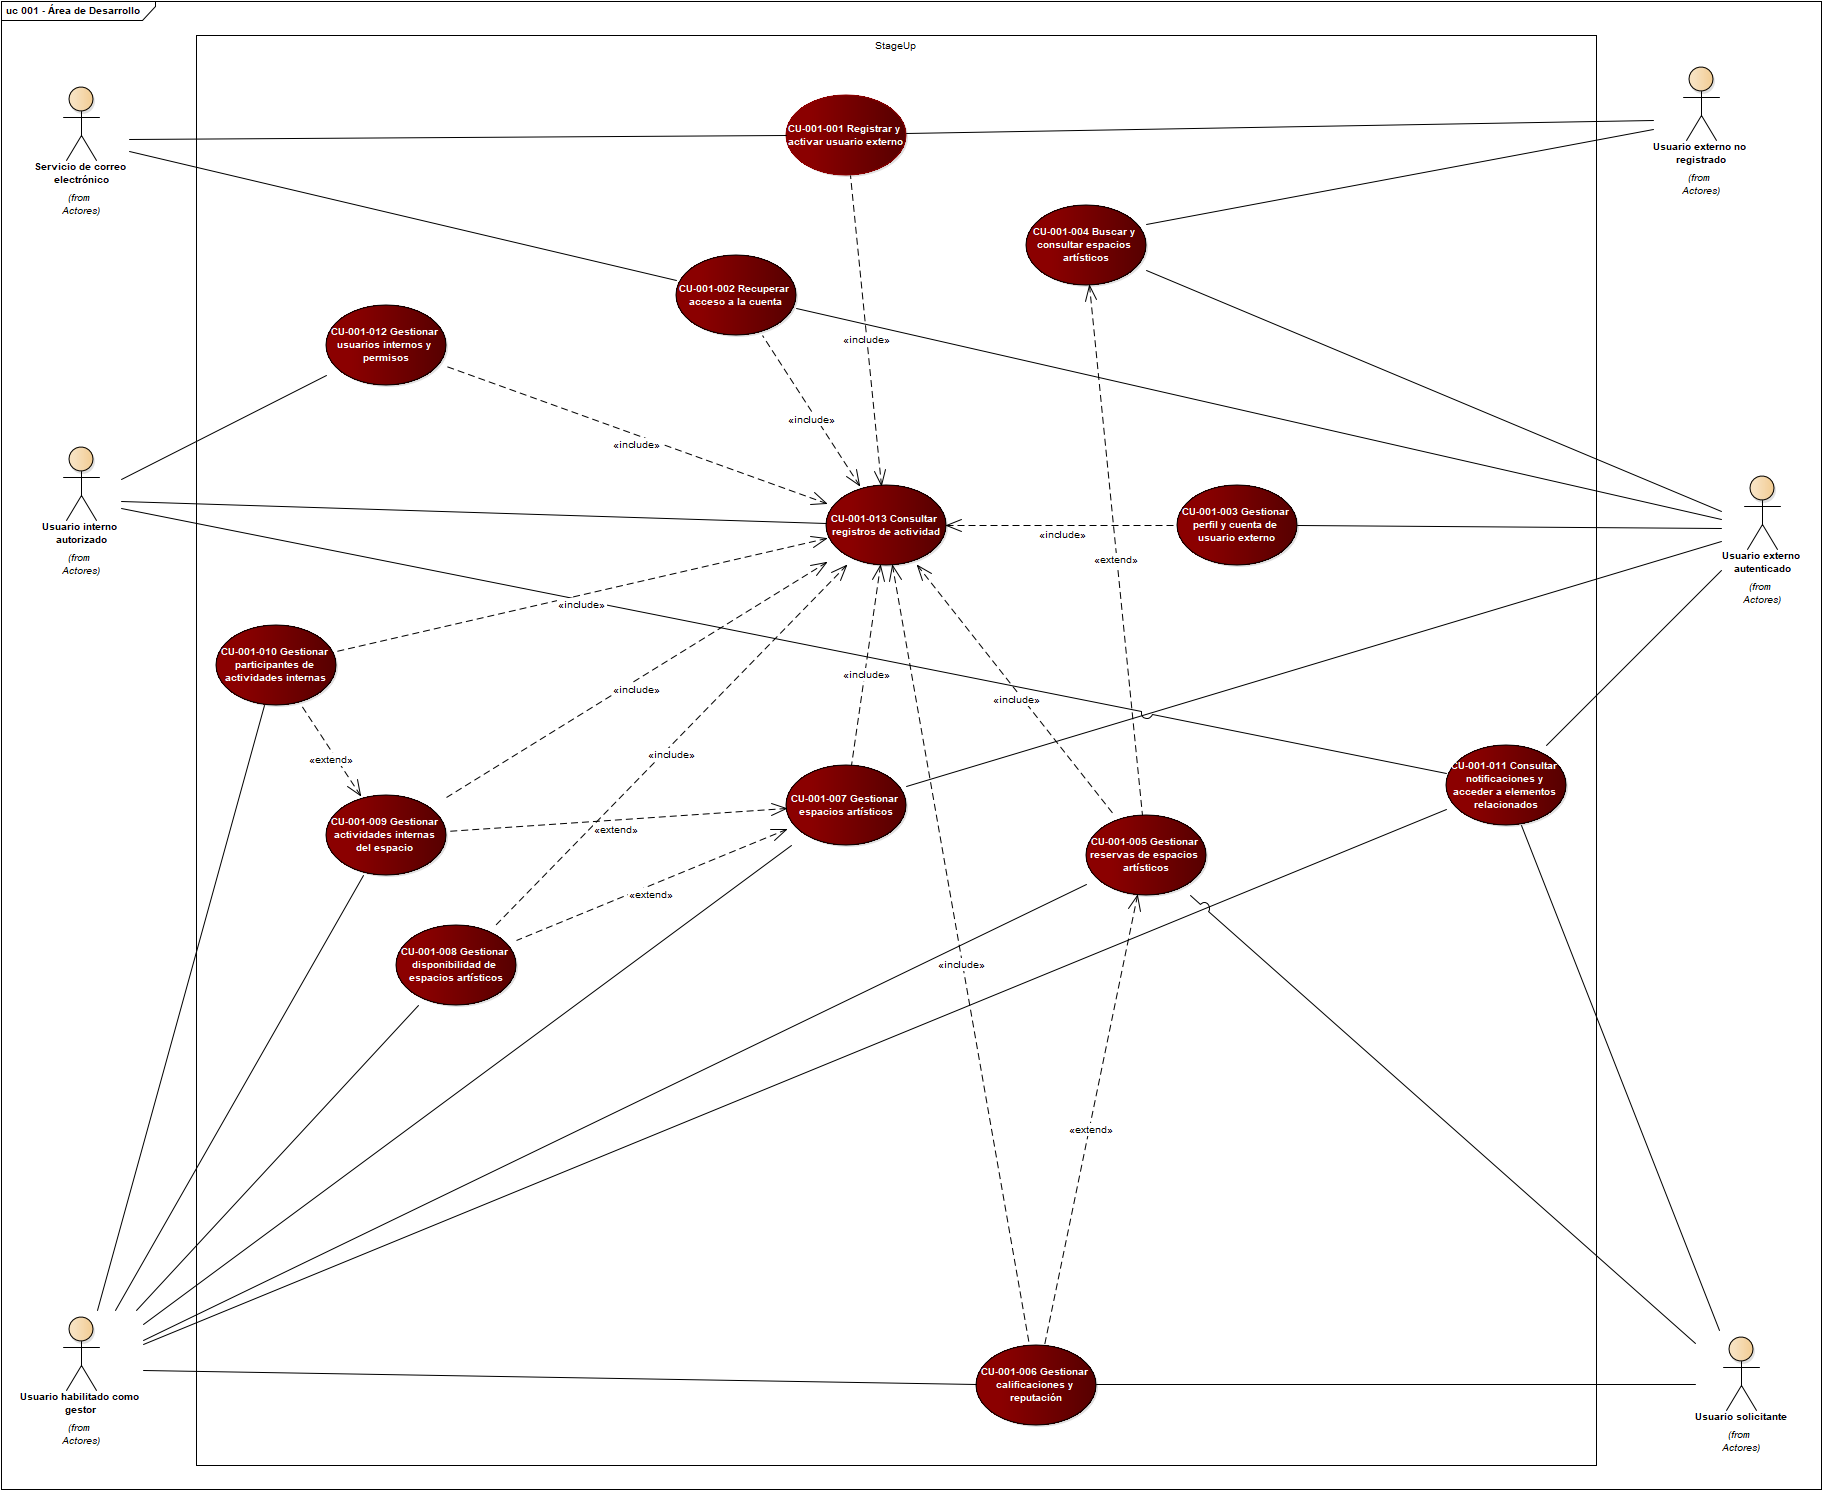 uc 001 - Área de Desarrollo
StageUp
Servicio de correo
electrónico
(from
Actores)
CU-001-001 Registrar y
activar usuario externo
Usuario externo no
registrado
(from
Actores)
CU-001-004 Buscar y
consultar espacios
artísticos
CU-001-002 Recuperar
acceso a la cuenta
CU-001-012 Gestionar
usuarios internos y
permisos
«include»
«include»
«include»
Usuario interno
autorizado
(from
Actores)
CU-001-013 Consultar
registros de actividad
«include»
CU-001-003 Gestionar
perfil y cuenta de
usuario externo
«extend»
Usuario externo
autenticado
(from
Actores)
«include»
CU-001-010 Gestionar
participantes de
actividades internas
«include»
«include»
«include»
«include»
«extend»
CU-001-009 Gestionar
actividades internas
del espacio
«extend»
CU-001-007 Gestionar
espacios artísticos
CU-001-011 Consultar
notificaciones y
acceder a elementos
relacionados
CU-001-005 Gestionar
reservas de espacios
artísticos
«extend»
CU-001-008 Gestionar
disponibilidad de
espacios artísticos
«include»
«extend»
Usuario habilitado como
gestor
(from
Actores)
CU-001-006 Gestionar
calificaciones y
reputación
Usuario solicitante
(from
Actores)